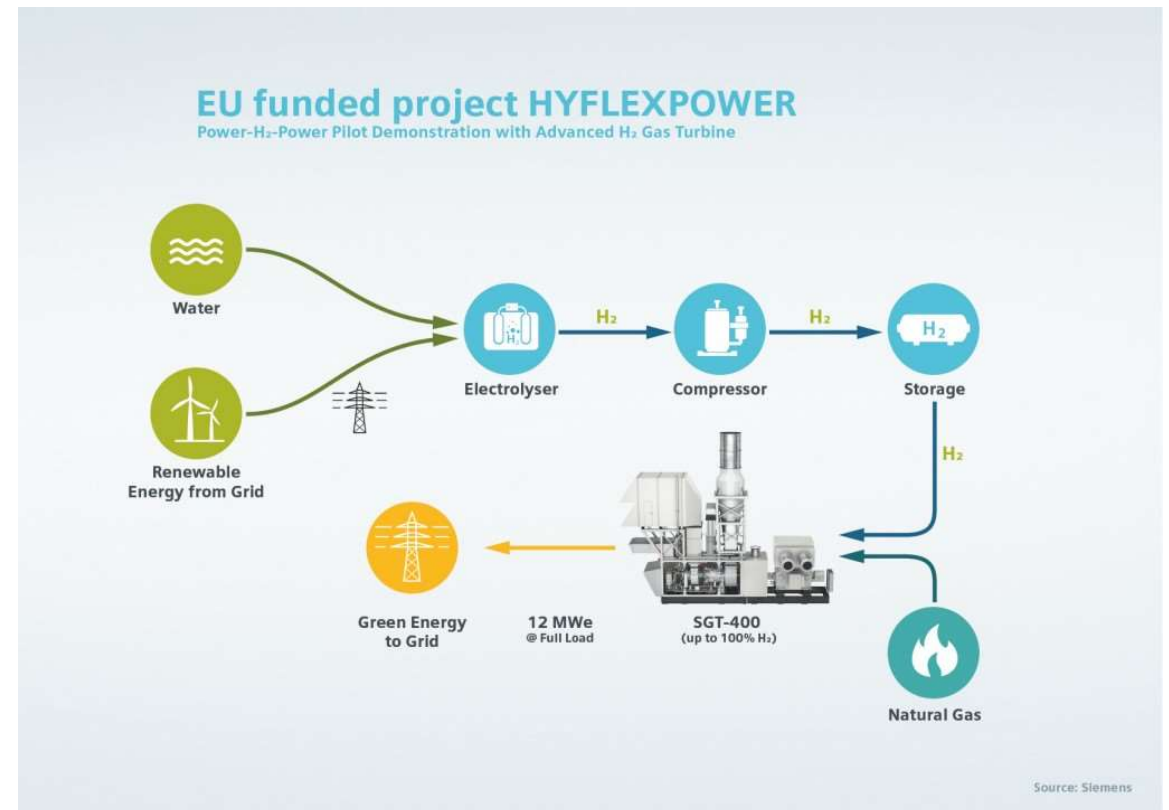 EU funded project HYFLEXPOWER
Power-H₂-Power Pilot Demonstration with Advanced H₂ Gas Turbine
Water
Renewable
Energy from Grid
H₂
Electrolyser
H₂
Compressor
H₂
H₂
Storage
H₂
Green Energy
to Grid
12 MWe
@ Full Load
SGT-400
(up to 100% H₂)
Natural Gas
Source: Siemens